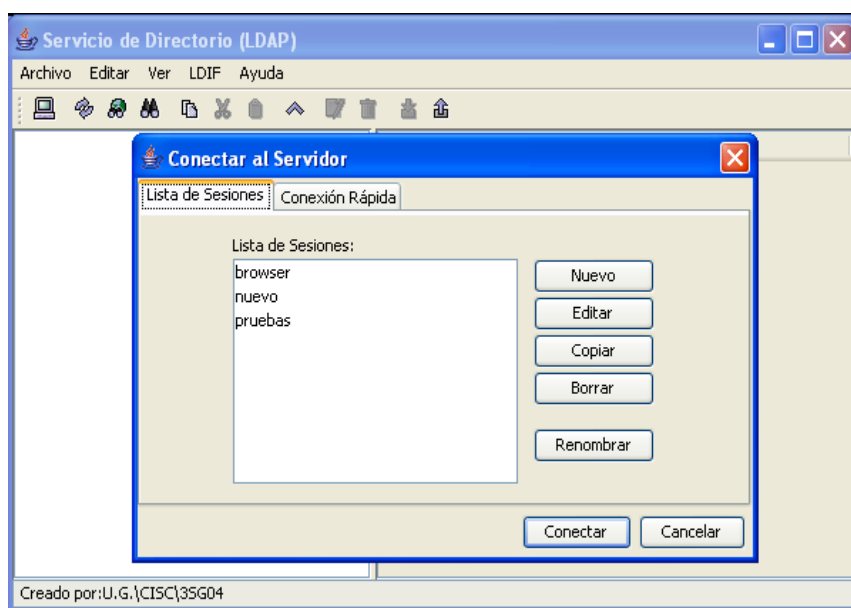 Servicio de Directorio (LDAP)
Archivo Editar Ver LDIF Ayuda
Conectar al Servidor
Lista de Sesiones Conexión Rápida
Lista de Sesiones:
browser
nuevo
pruebas
Nuevo
Editar
Copiar
Borrar
Renombrar
Conectar Cancelar
Creado por:U.G.\CISC\35G04